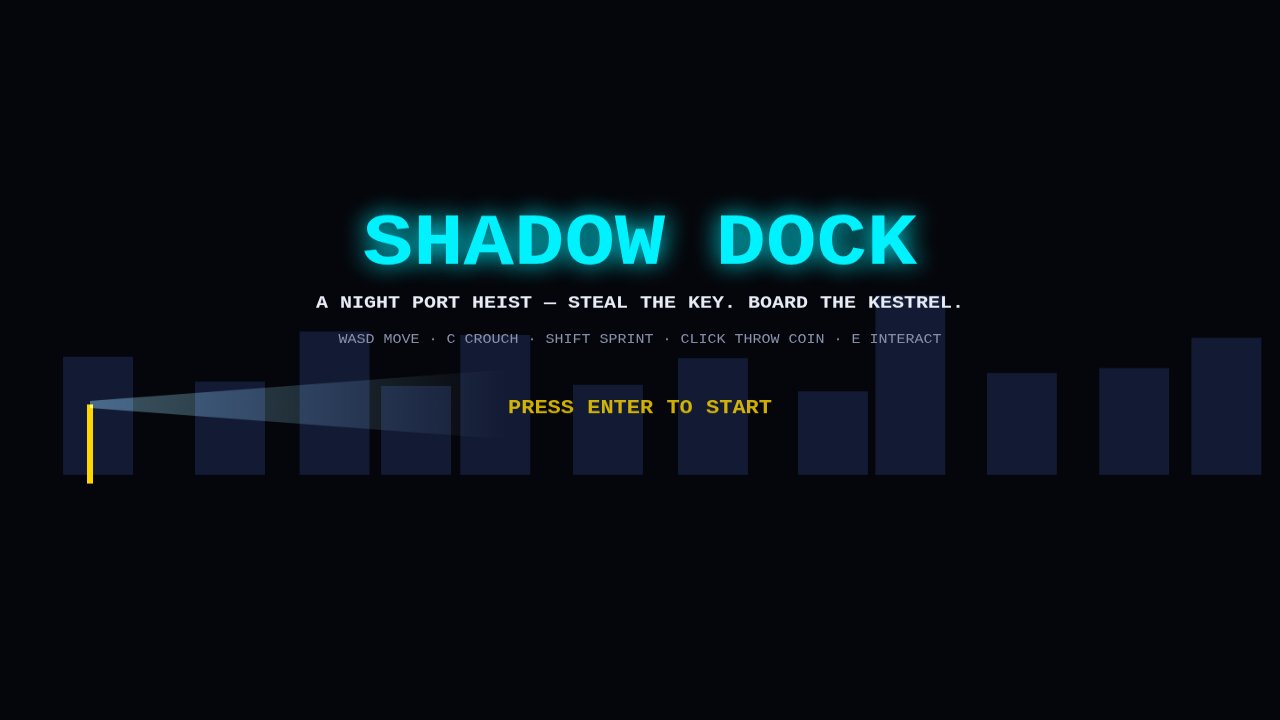 SHADOW DOCK
A NIGHT PORT HEIST — STEAL THE KEY. BOARD THE KESTREL.
WASD MOVE · C CROUCH · SHIFT SPRINT · CLICK THROW COIN · E INTERACT
PRESS ENTER TO START